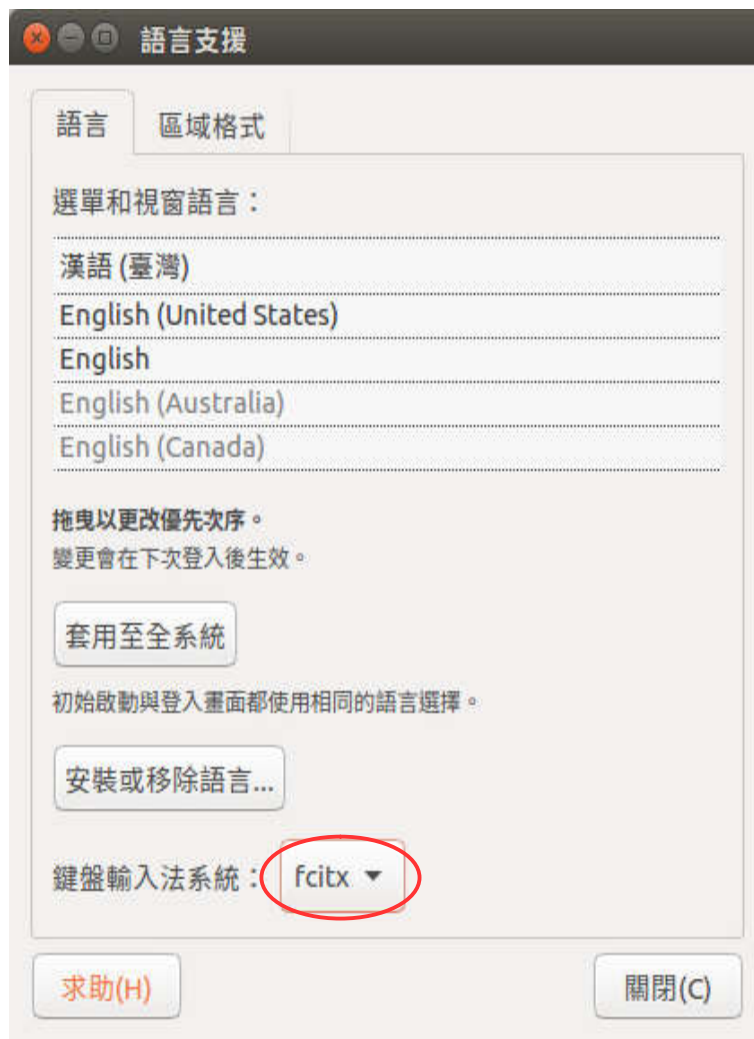 語言支援
語言 區域格式
選單和視窗語言：
漢語 (臺灣)
English (United States)
English
English (Australia)
English (Canada)
拖曳以更改優先次序。
變更會在下次登入後生效。
套用至全系統
初始啟動與登入畫面都使用相同的語言選擇。
安裝或移除語言...
鍵盤輸入法系統： fcitx
求助(H) 關閉(C)